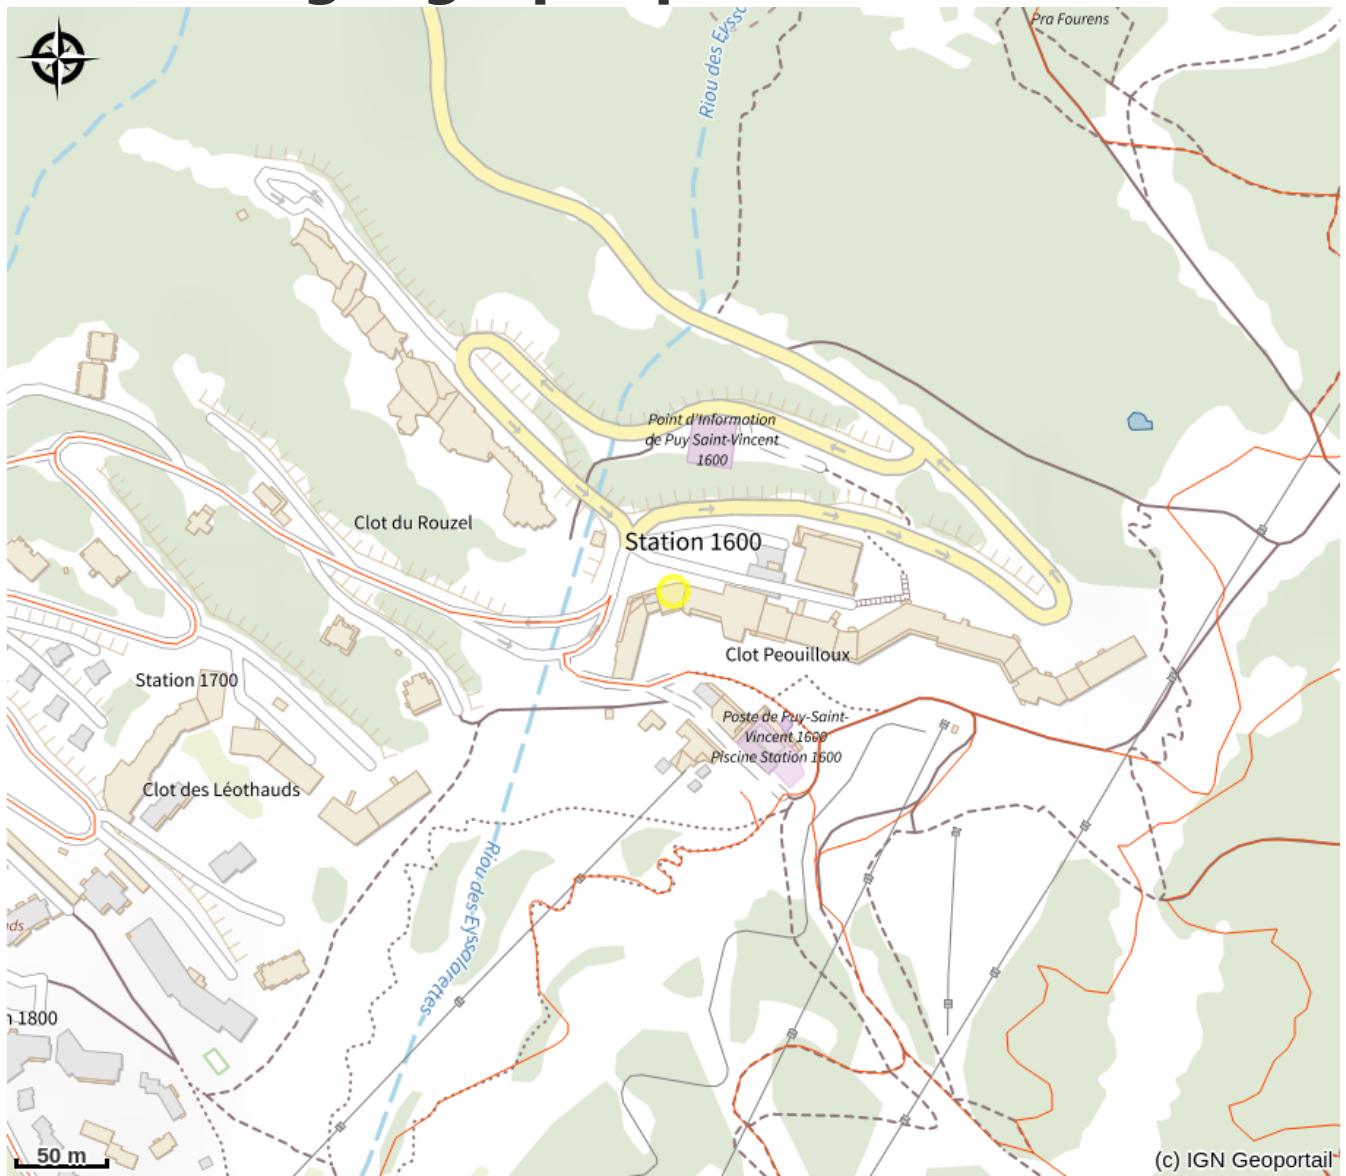 Pra Fourens
Riou des Eyssa
Point d'Information
de Puy Saint-Vincent
1600
Clot du Rouzel
Station 1600
Clot Peouilloux
Station 1700
Poste de Puy-Saint-
Vincent 1600
Piscine Station 1600
Clot des Léothauds
Riou des Eyssalarettes
ds
n 1800
50 m
(c) IGN Geoportail